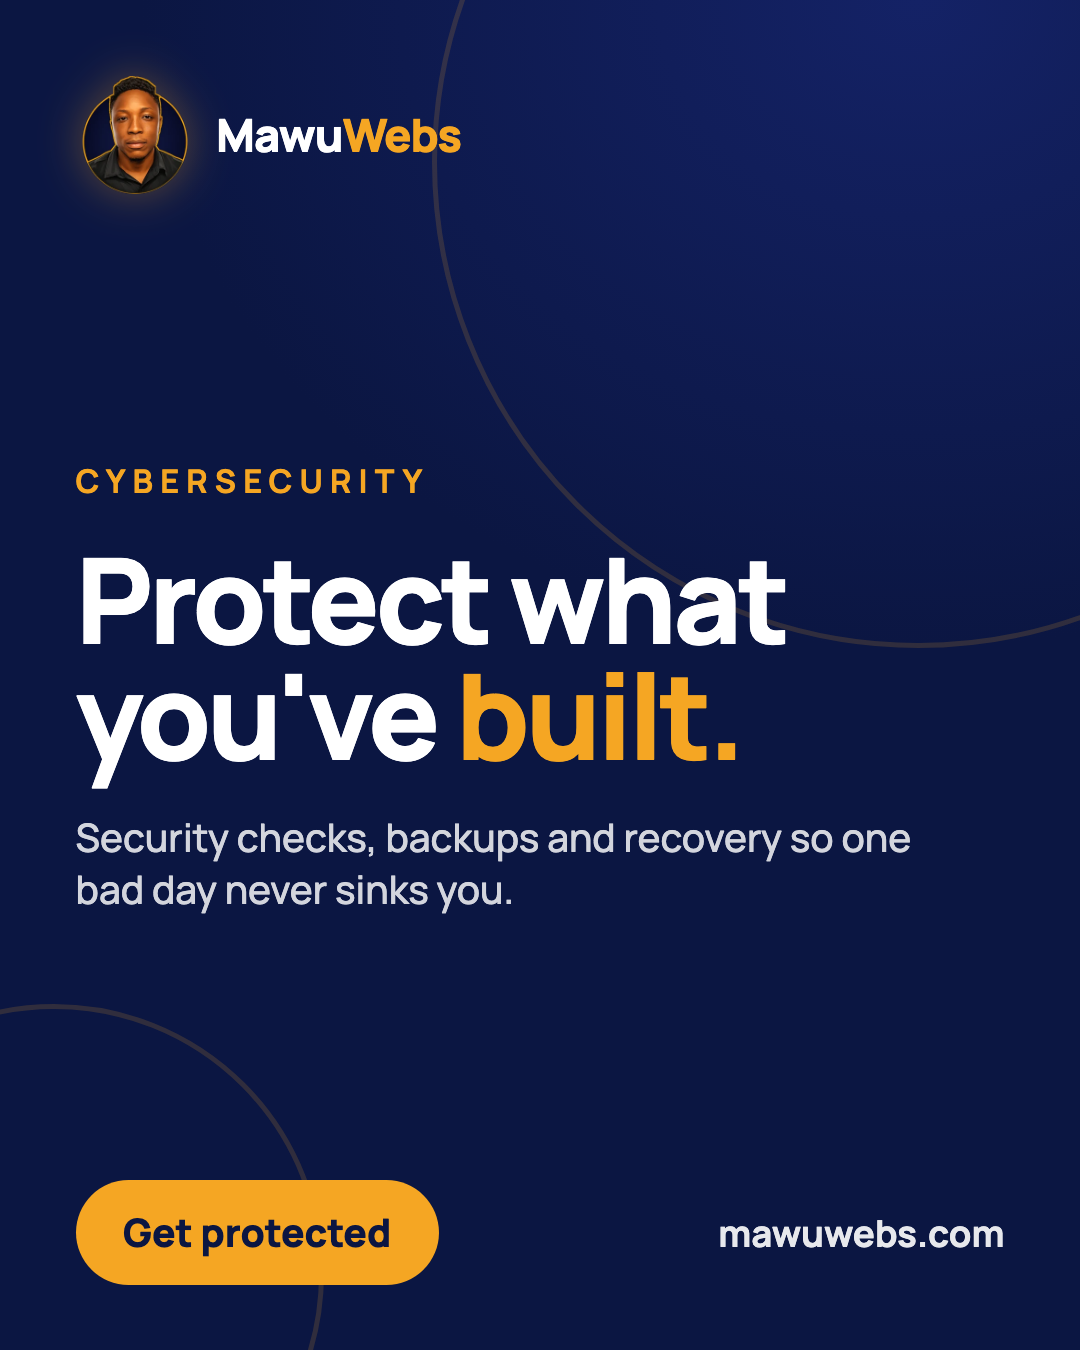 MawuWebs
CYBERSECURITY
Protect what
you've built.
Security checks, backups and recovery so one
bad day never sinks you.
Get protected
mawuwebs.com